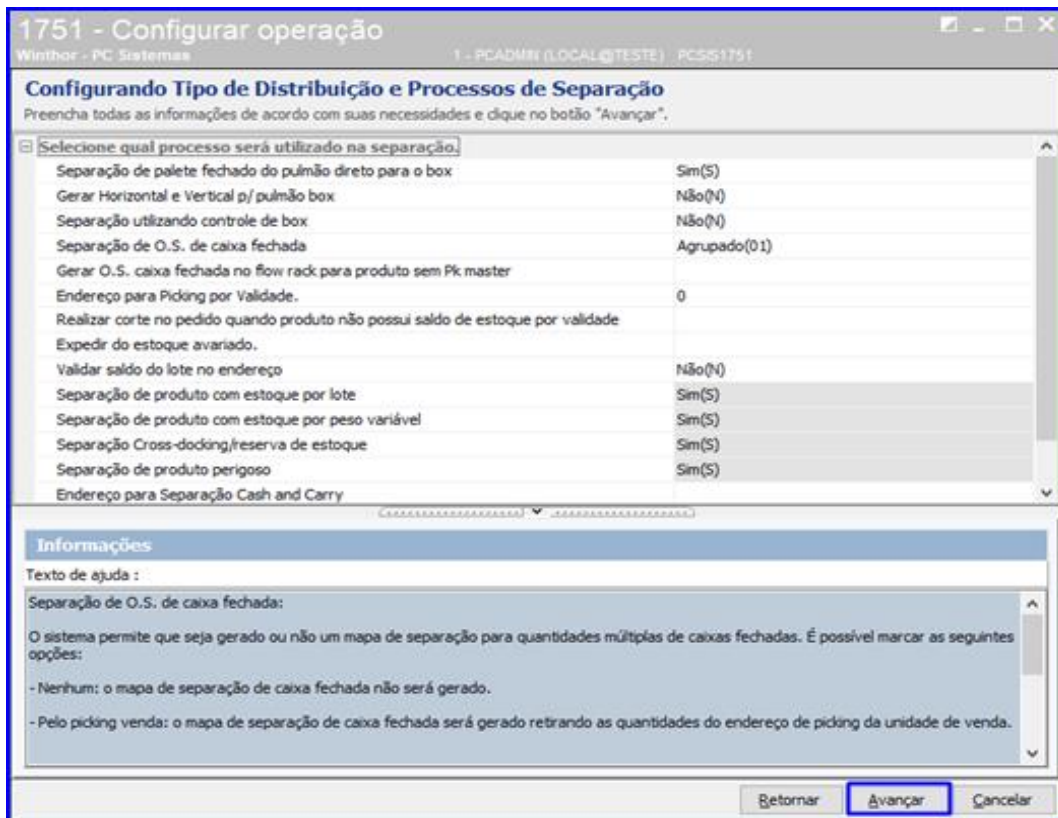 1751 - Configurar operação
Winthor - PC Sistemas 1 - PCADMIN (LOCAL@TESTE) PCSIS1751
Configurando Tipo de Distribuição e Processos de Separação
Preencha todas as informações de acordo com suas necessidades e clique no botão "Avançar".
Selecione qual processo será utilizado na separação.
Separação de palete fechado do pulmão direto para o box Sim(S)
Gerar Horizontal e Vertical p/ pulmão box Não(N)
Separação utilizando controle de box Não(N)
Separação de O.S. de caixa fechada Agrupado(01)
Gerar O.S. caixa fechada no flow rack para produto sem Pk master
Endereço para Picking por Validade. 0
Realizar corte no pedido quando produto não possui saldo de estoque por validade
Expedir do estoque avariado.
Validar saldo do lote no endereço Não(N)
Separação de produto com estoque por lote Sim(S)
Separação de produto com estoque por peso variável Sim(S)
Separação Cross-docking/reserva de estoque Sim(S)
Separação de produto perigoso Sim(S)
Endereço para Separação Cash and Carry
Informações
Texto de ajuda :
Separação de O.S. de caixa fechada:
O sistema permite que seja gerado ou não um mapa de separação para quantidades múltiplas de caixas fechadas. É possível marcar as seguintes
opções:
- Nenhum: o mapa de separação de caixa fechada não será gerado.
- Pelo picking venda: o mapa de separação de caixa fechada será gerado retirando as quantidades do endereço de picking da unidade de venda.
Retornar Avançar Cancelar